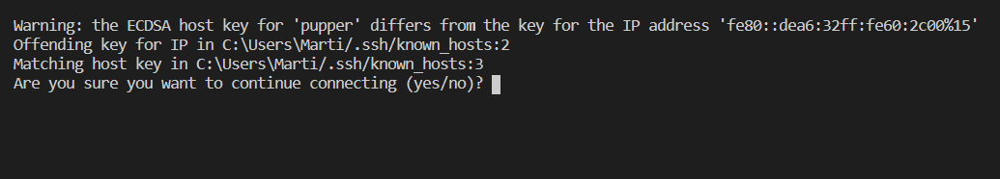 Warning: the ECDSA host key for 'pupper' differs from the key for the IP address 'fe80::dea6:32ff:fe60:2c00%15'
Offending key for IP in C:\Users\Marti/.ssh/known_hosts:2
Matching host key in C:\Users\Marti/.ssh/known_hosts:3
Are you sure you want to continue connecting (yes/no)?